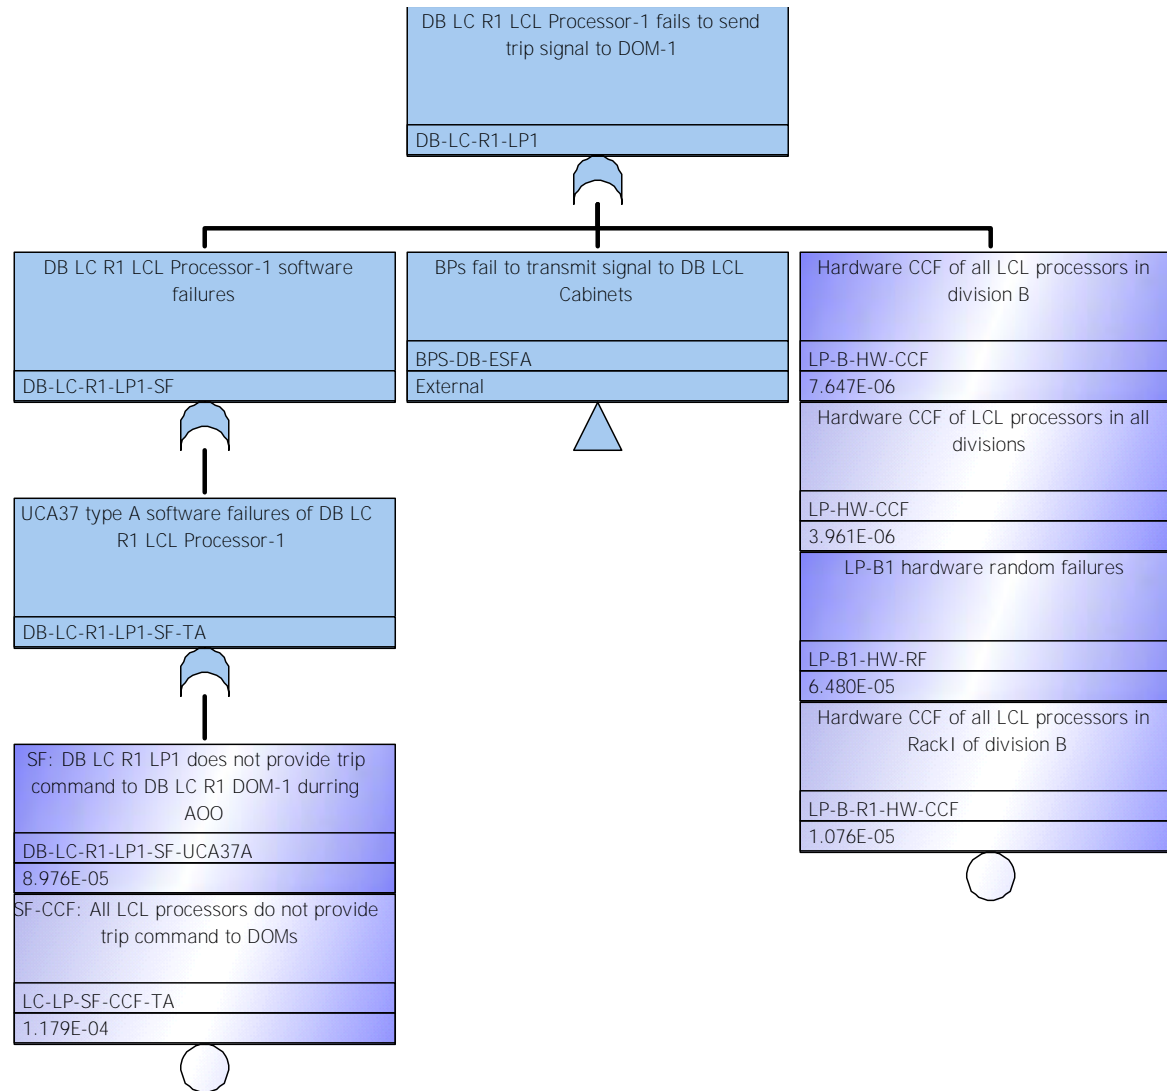 DB LC R1 LCL Processor-1 fails to send
trip signal to DOM-1
DB-LC-R1-LP1
DB LC R1 LCL Processor-1 software
failures
DB-LC-R1-LP1-SF
BPs fail to transmit signal to DB LCL
Cabinets
BPS-DB-ESFA
External
Hardware CCF of all LCL processors in
division B
LP-B-HW-CCF
7.647E-06
Hardware CCF of LCL processors in all
divisions
LP-HW-CCF
3.961E-06
LP-B1 hardware random failures
LP-B1-HW-RF
6.480E-05
Hardware CCF of all LCL processors in
RackI of division B
LP-B-R1-HW-CCF
1.076E-05
UCA37 type A software failures of DB LC
R1 LCL Processor-1
DB-LC-R1-LP1-SF-TA
SF: DB LC R1 LP1 does not provide trip
command to DB LC R1 DOM-1 durring
AOO
DB-LC-R1-LP1-SF-UCA37A
8.976E-05
SF-CCF: All LCL processors do not provide
trip command to DOMs
LC-LP-SF-CCF-TA
1.179E-04